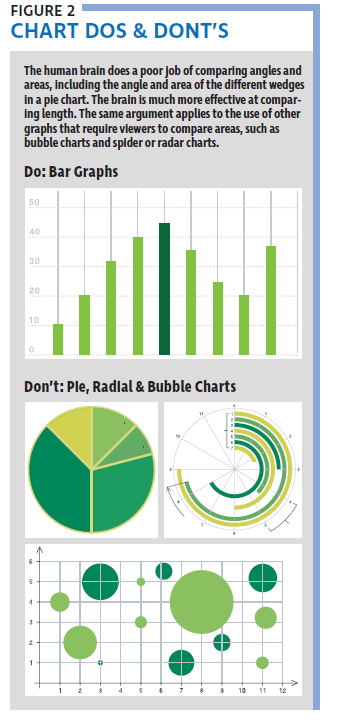 FIGURE 2
CHART DOS & DONT'S
The human brain does a poor job of comparing angles and
areas, including the angle and area of the different wedges
in a pie chart. The brain is much more effective at compar-
ing length. The same argument applies to the use of other
graphs that require viewers to compare areas, such as
bubble charts and spider or radar charts.
Do: Bar Graphs
50
40
30
20
10
0
Don't: Pie, Radial & Bubble Charts
6
5
4
3
2
1
1 2 3 4 5 6 7 8 9 10 11 12